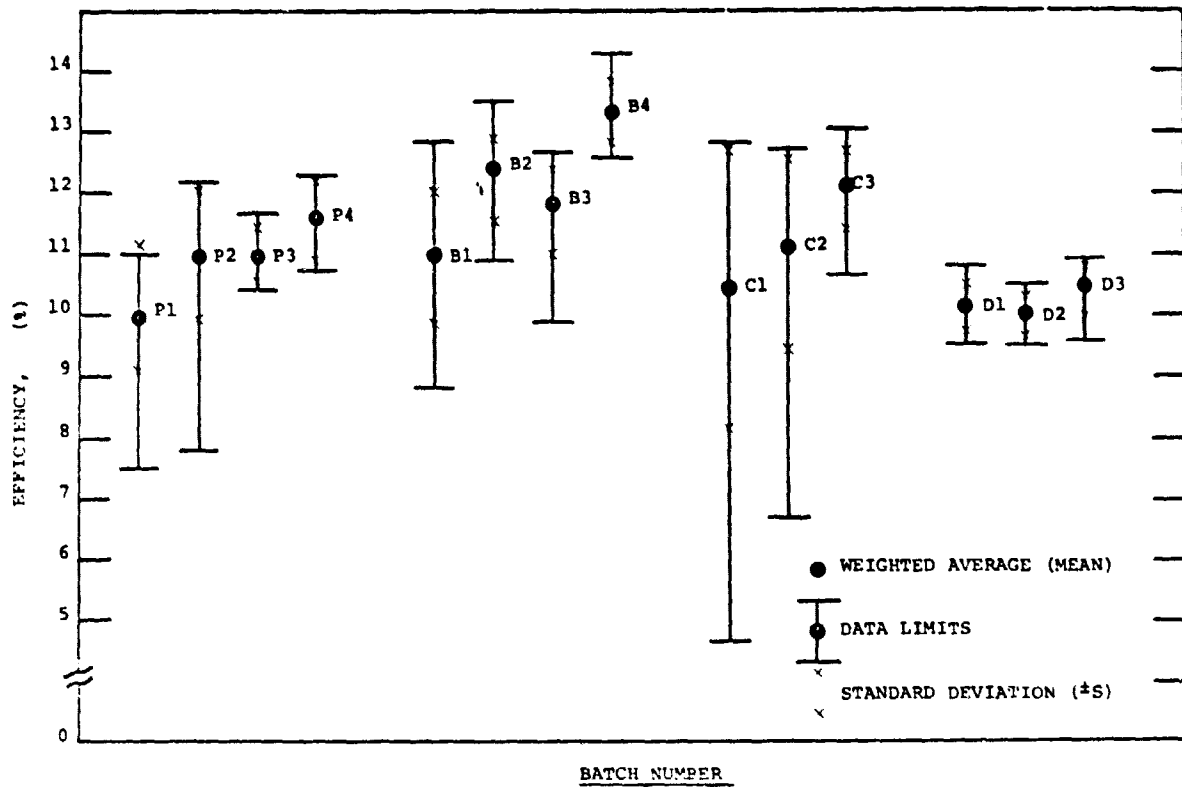 14
13
12
11
10
9
8
7
6
5
0
EFFICIENCY, (%)
P1
P2
P3
P4
B1
B2
B3
B4
C1
C2
C3
D1
D2
D3
WEIGHTED AVERAGE (MEAN)
DATA LIMITS
STANDARD DEVIATION (±S)
BATCH NUMBER